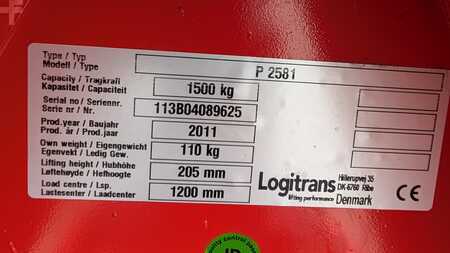 Type / Typ
Modell / Type
P 2581
Capacity / Tragkraft
Kapasitet / Capaciteit
1500 kg
Serial no / Seriennr.
Serie nr / Nr.
113B04089625
Prod.year / Baujahr
Prod. år / Prod.jaar
2011
Own weight / Eigengewicht
Egenvekt / Ledig Gew.
110 kg
Lifting height / Hubhöhe
Løftehøyde / Hefhoogte
205 mm
Load centre / Lsp.
Lastesenter / Laadcenter
1200 mm
Logitrans
lifting performance
Hillerupvej 35
DK-6760 Ribe
Denmark
CE
quality control